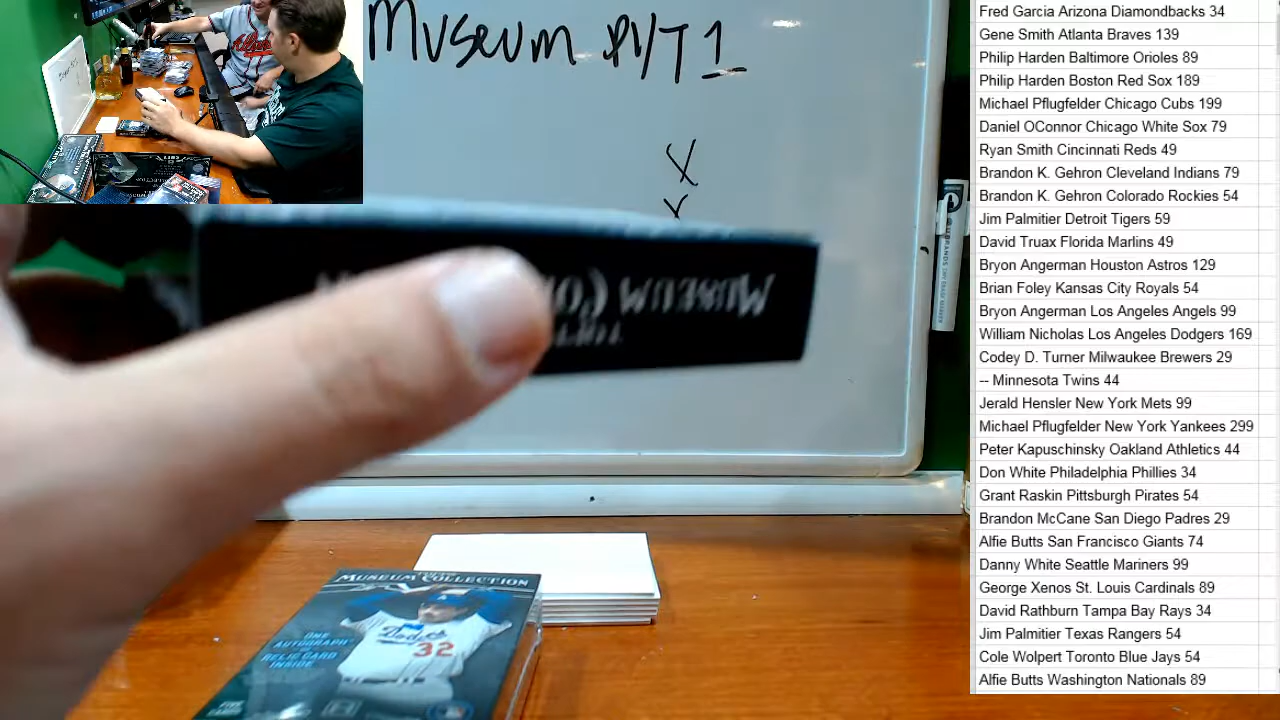 Museum P/T 1
X
X
MUSEUM
MUSEUM COLLECTION
ONE
AUTOGRAPH
RELIC CARD
INSIDE
Dodgers
32
Fred Garcia Arizona Diamondbacks 34
Gene Smith Atlanta Braves 139
Philip Harden Baltimore Orioles 89
Philip Harden Boston Red Sox 189
Michael Pflugfelder Chicago Cubs 199
Daniel OConnor Chicago White Sox 79
Ryan Smith Cincinnati Reds 49
Brandon K. Gehron Cleveland Indians 79
Brandon K. Gehron Colorado Rockies 54
Jim Palmitier Detroit Tigers 59
David Truax Florida Marlins 49
Bryon Angerman Houston Astros 129
Brian Foley Kansas City Royals 54
Bryon Angerman Los Angeles Angels 99
William Nicholas Los Angeles Dodgers 169
Codey D. Turner Milwaukee Brewers 29
-- Minnesota Twins 44
Jerald Hensler New York Mets 99
Michael Pflugfelder New York Yankees 299
Peter Kapuschinsky Oakland Athletics 44
Don White Philadelphia Phillies 34
Grant Raskin Pittsburgh Pirates 54
Brandon McCane San Diego Padres 29
Alfie Butts San Francisco Giants 74
Danny White Seattle Mariners 99
George Xenos St. Louis Cardinals 89
David Rathburn Tampa Bay Rays 34
Jim Palmitier Texas Rangers 54
Cole Wolpert Toronto Blue Jays 54
Alfie Butts Washington Nationals 89